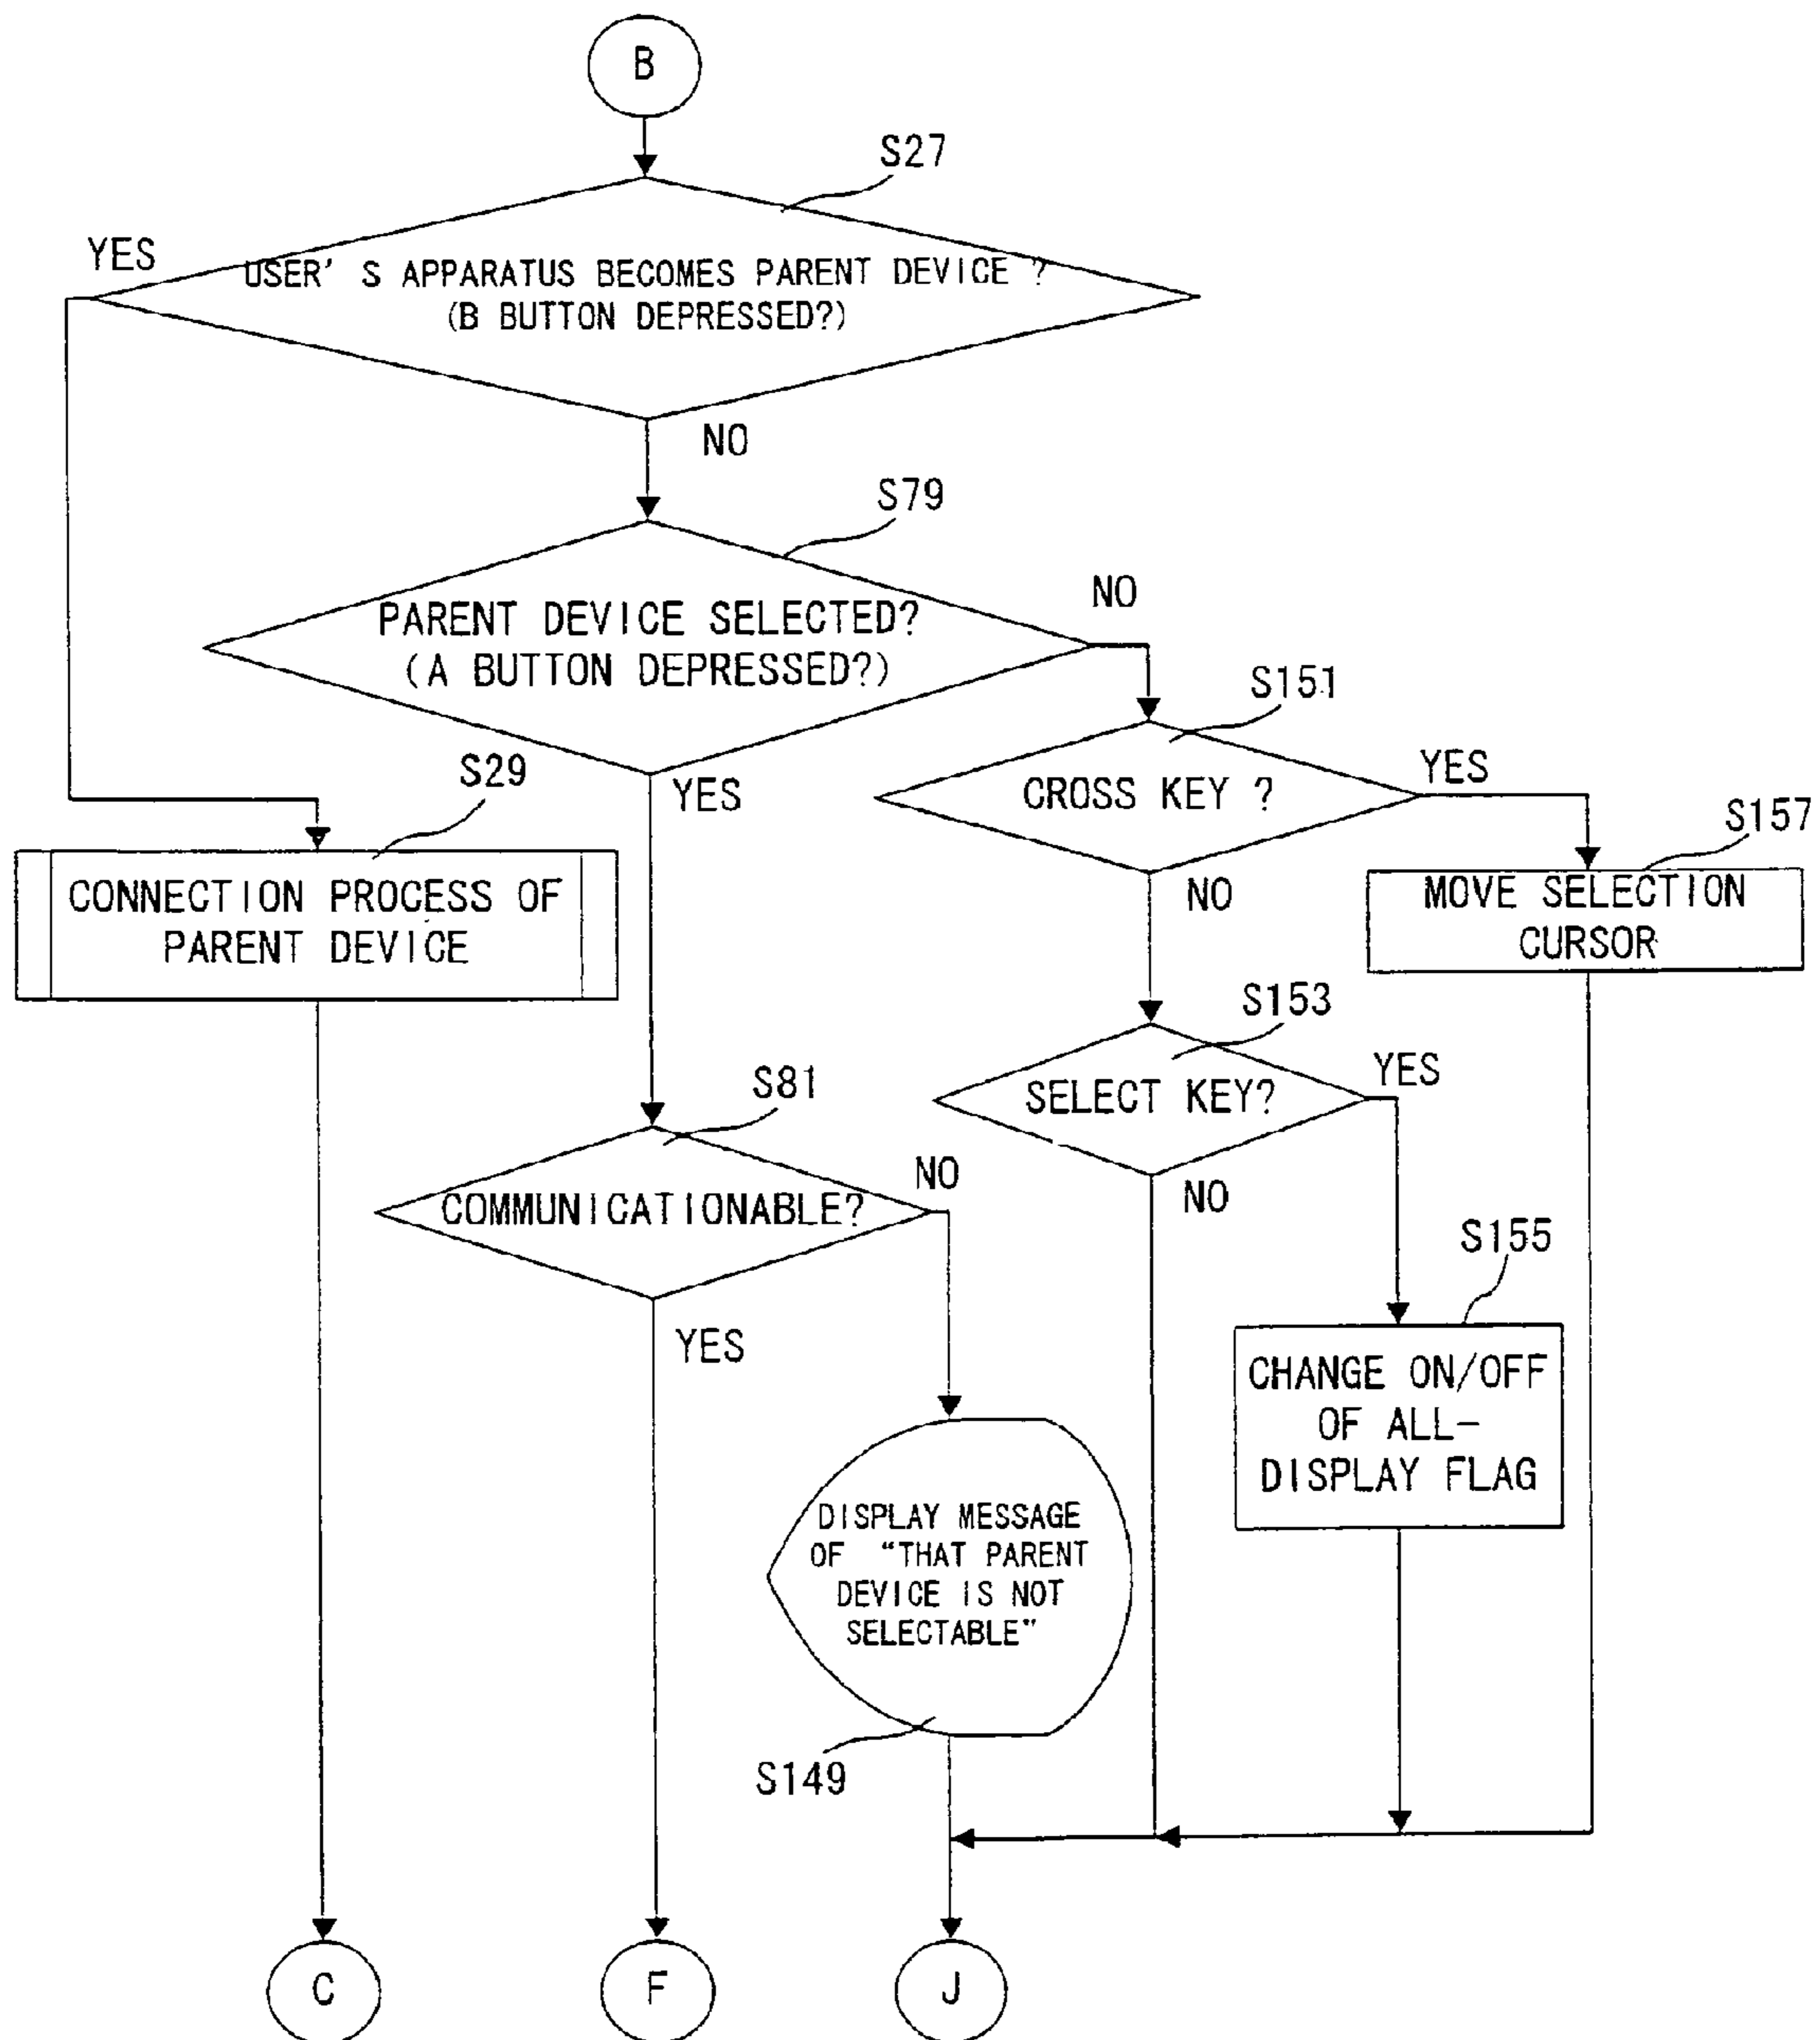 B
S27
YES
USER' S APPARATUS BECOMES PARENT DEVICE ?
(B BUTTON DEPRESSED?)
NO
S79
PARENT DEVICE SELECTED?
(A BUTTON DEPRESSED?)
NO
YES
S151
CROSS KEY ?
YES
NO
S29
CONNECTION PROCESS OF
PARENT DEVICE
S157
MOVE SELECTION
CURSOR
S153
SELECT KEY?
YES
NO
S81
COMMUNICATIONABLE?
NO
YES
S155
CHANGE ON/OFF
OF ALL-
DISPLAY FLAG
DISPLAY MESSAGE
OF "THAT PARENT
DEVICE IS NOT
SELECTABLE"
S149
C
F
J